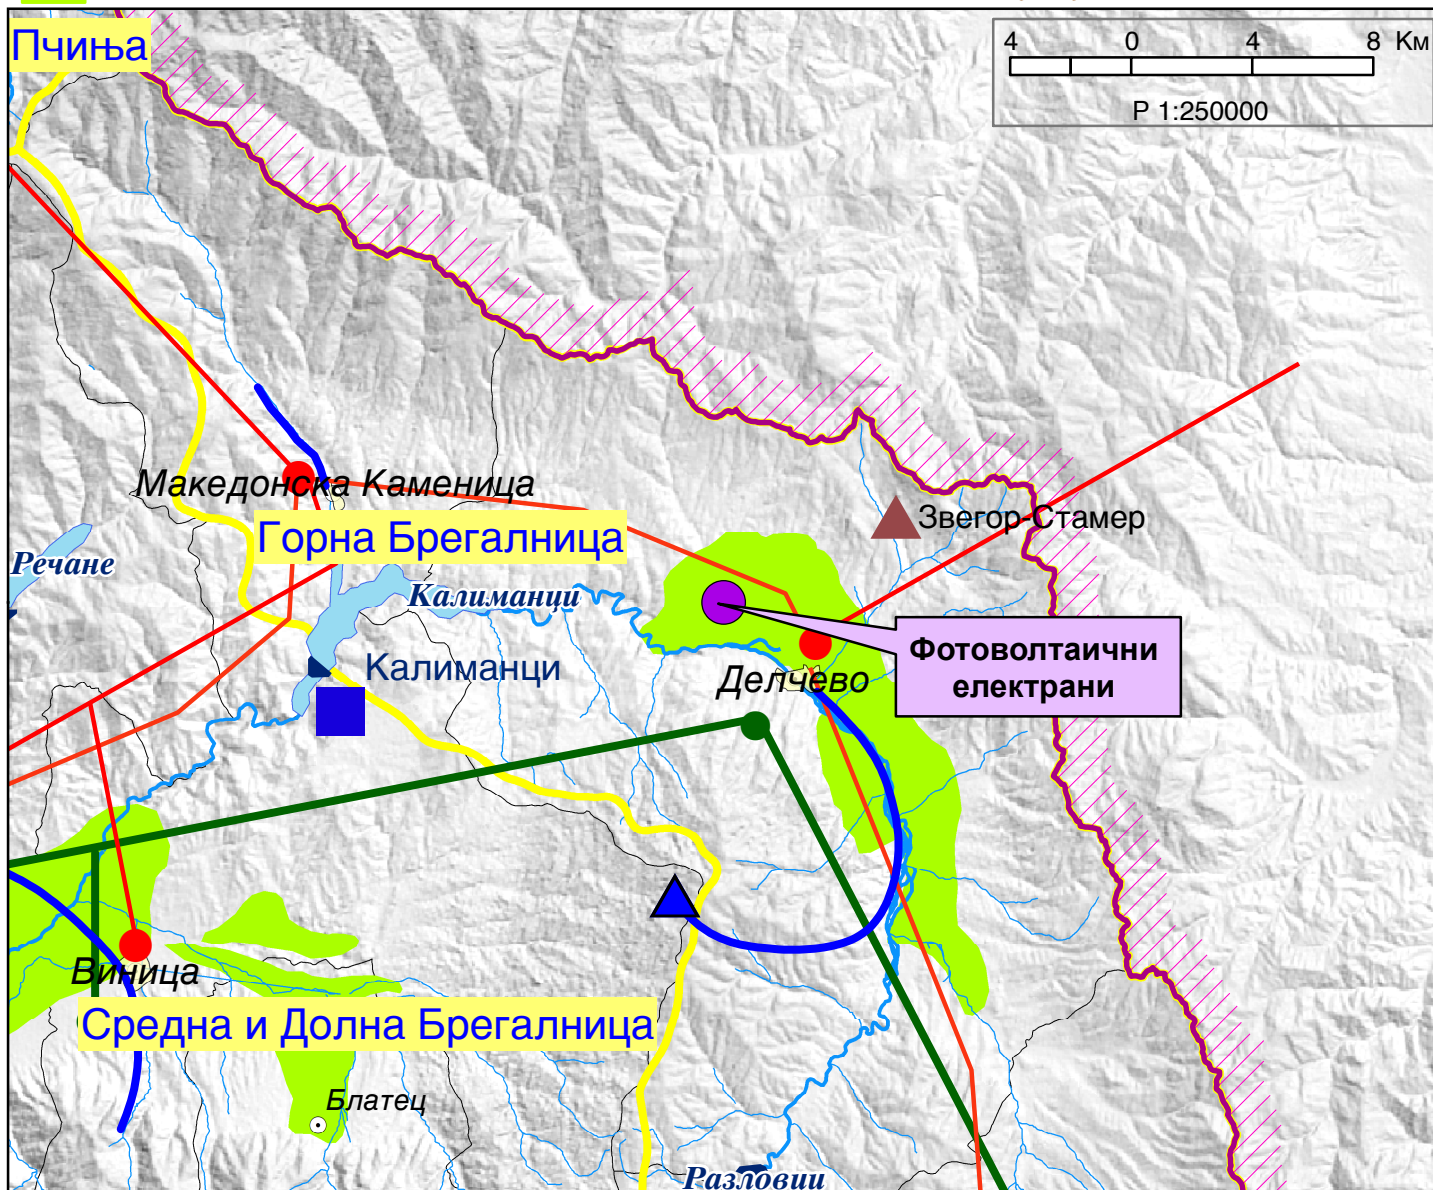 Пчиња
4 0 4 8 Км
Р 1:250000
Македонска Каменица
Звегор-Стамер
Горна Брегалница
Речане
Калиманци
Фотоволтаични
електрани
Калиманци
Делчево
Виница
Средна и Долна Брегалница
Блатец
Разловци